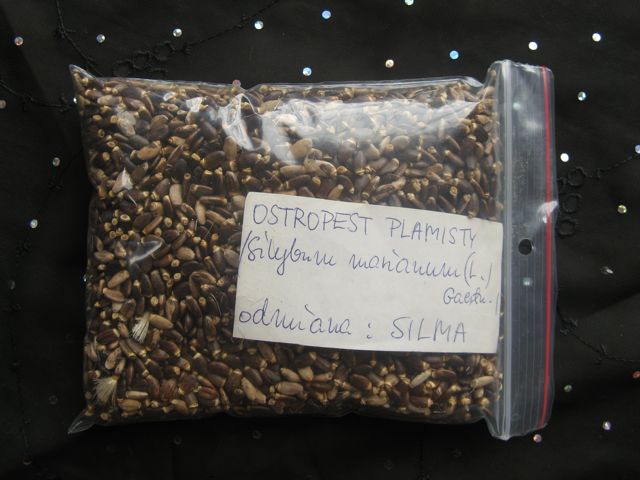 OSTROPEST PLAMISTY
/Silybum marianum (L.)
Gaertn./
odmiana : SILMA